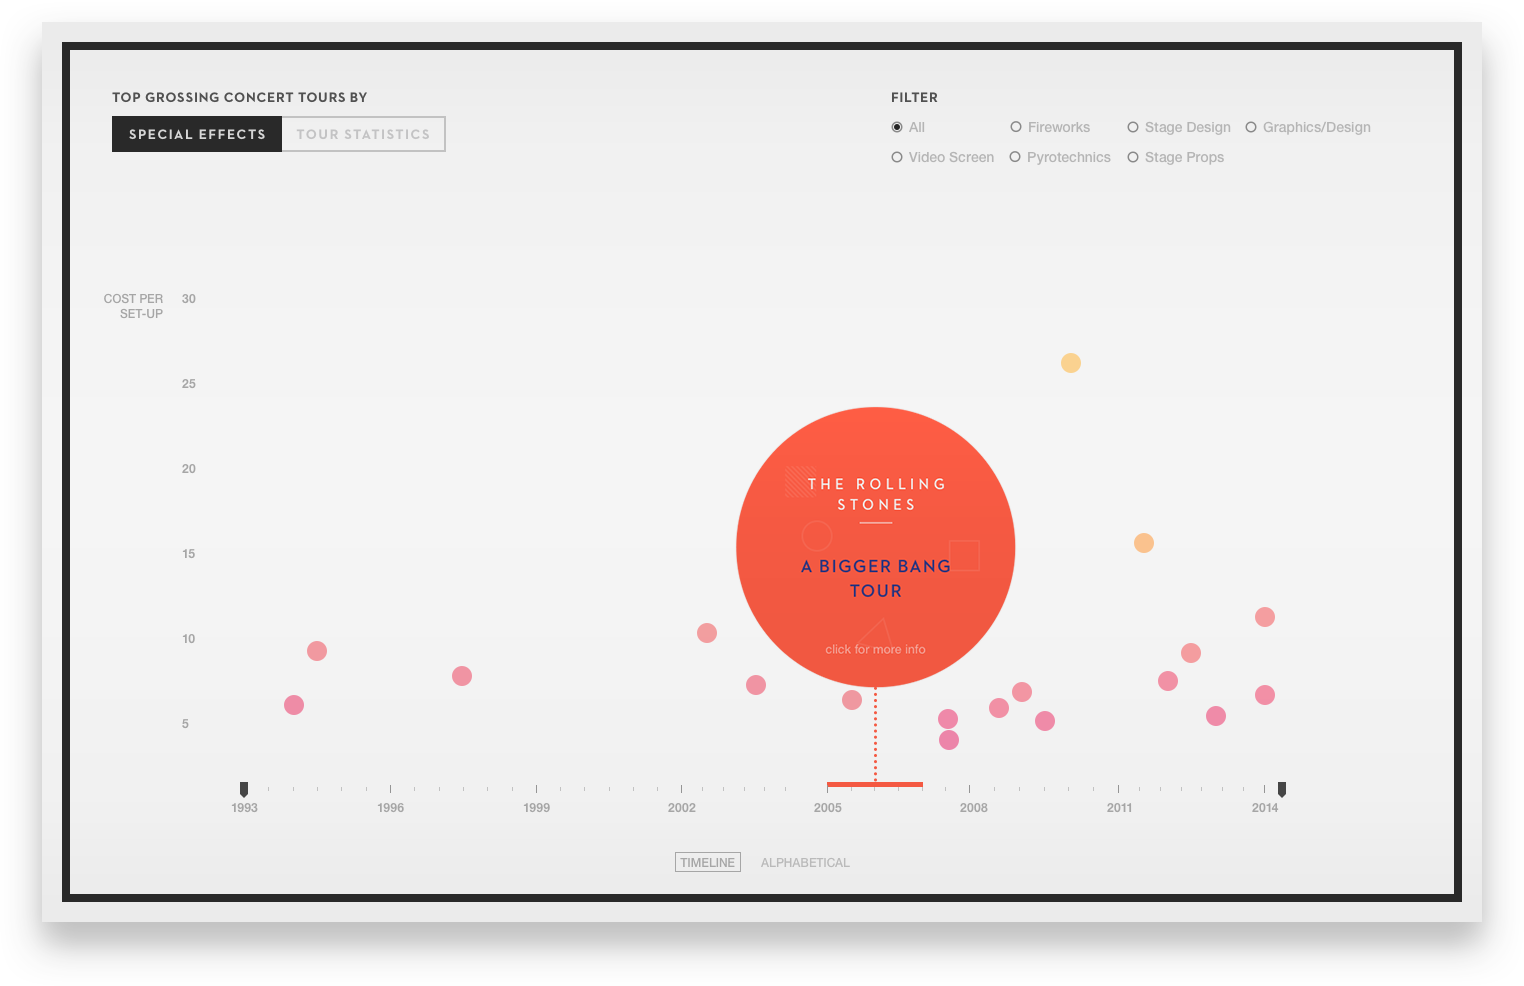 TOP GROSSING CONCERT TOURS BY
SPECIAL EFFECTS TOUR STATISTICS
FILTER
All Fireworks Stage Design Graphics/Design
Video Screen Pyrotechnics Stage Props
COST PER
SET-UP
30
25
20
15
10
5
THE ROLLING
STONES
A BIGGER BANG
TOUR
click for more info
1993 1996 1999 2002 2005 2008 2011 2014
TIMELINE ALPHABETICAL